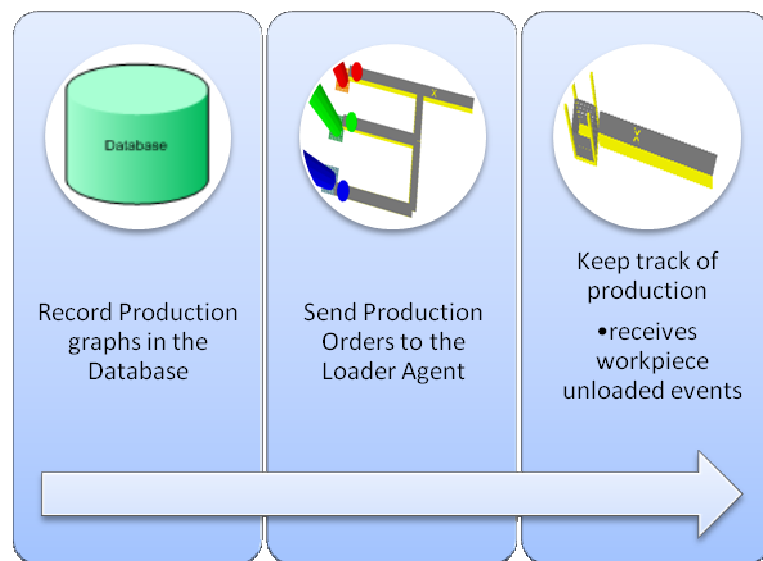 Database
Record Production
graphs in the
Database
Send Production
Orders to the
Loader Agent
Keep track of
production
•receives
workpiece
unloaded events